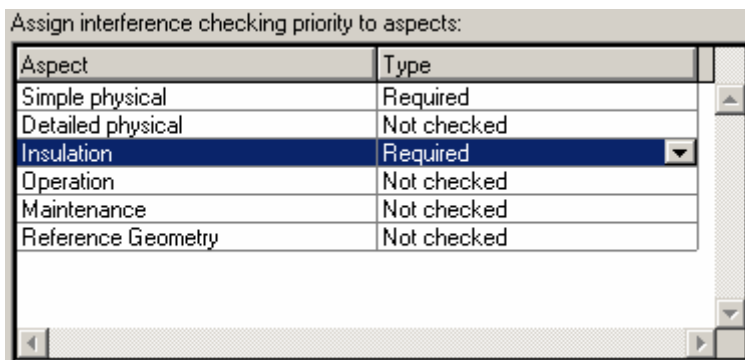 Assign interference checking priority to aspects:
Aspect Type
Simple physical Required
Detailed physical Not checked
Insulation Required
Operation Not checked
Maintenance Not checked
Reference Geometry Not checked